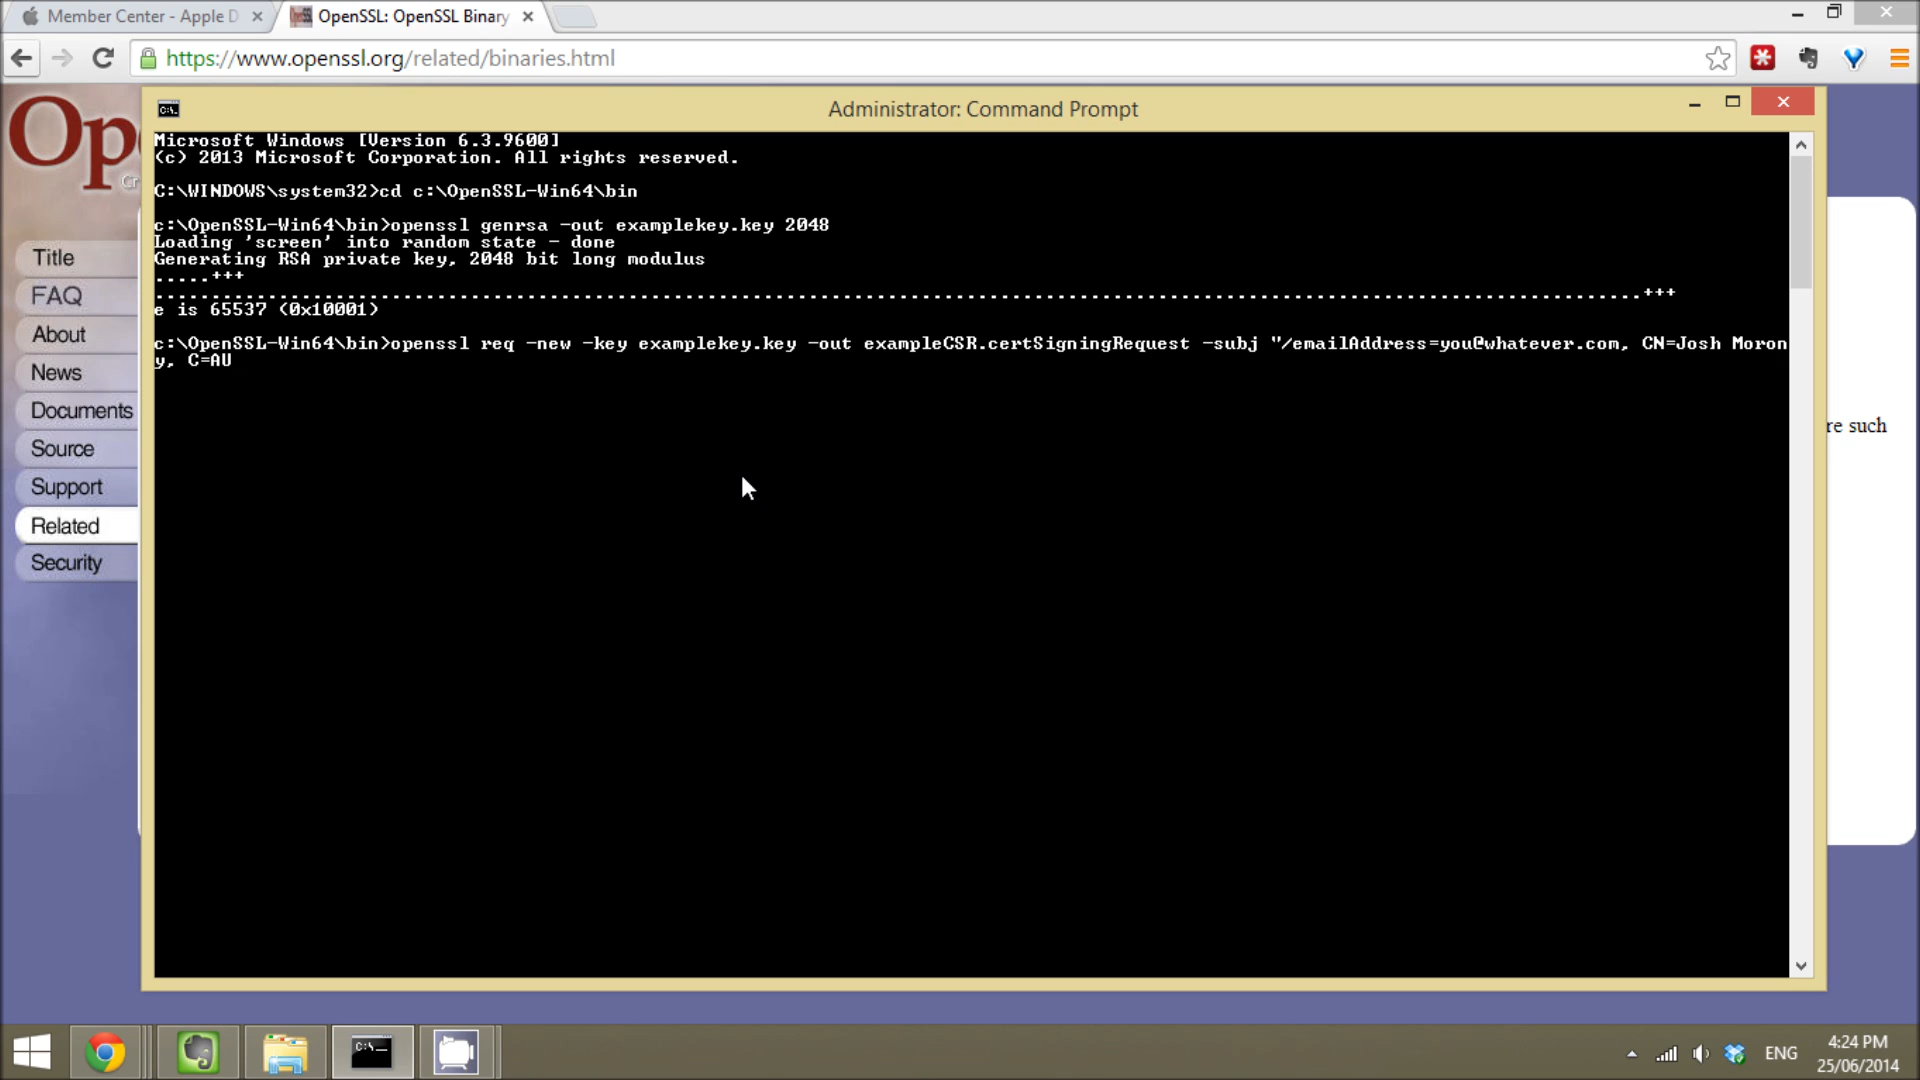 Member Center - Apple D
OpenSSL: OpenSSL Binary
https://www.openssl.org/related/binaries.html
Op
Cr
Administrator: Command Prompt
Microsoft Windows [Version 6.3.9600]
(c) 2013 Microsoft Corporation. All rights reserved.
C:\WINDOWS\system32>cd c:\OpenSSL-Win64\bin
c:\OpenSSL-Win64\bin>openssl genrsa -out examplekey.key 2048
Loading 'screen' into random state - done
Generating RSA private key, 2048 bit long modulus
.....+++
....................................................................................................................................+++
e is 65537 (0x10001)
c:\OpenSSL-Win64\bin>openssl req -new -key examplekey.key -out exampleCSR.certSigningRequest -subj "/emailAddress=you@whatever.com, CN=Josh Moron
y, C=AU
Title
FAQ
About
News
Documents
Source
Support
Related
Security
re such
ENG
4:24 PM
25/06/2014